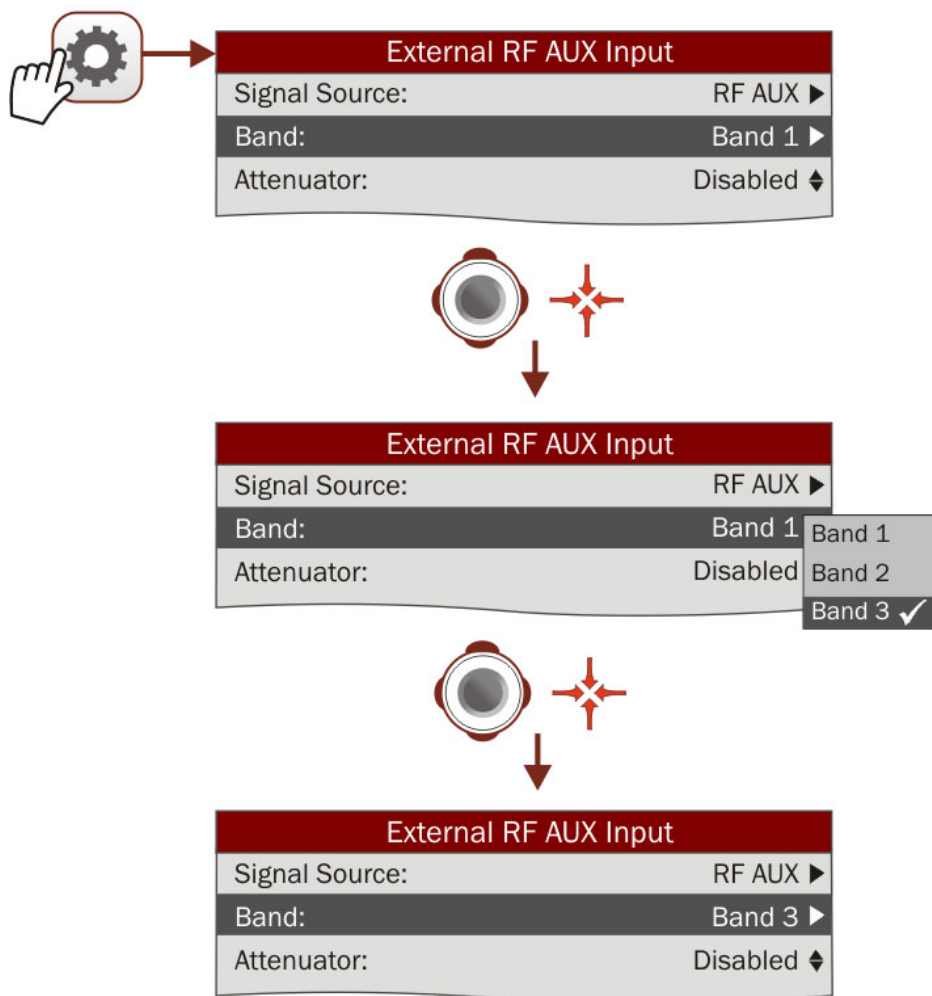 External RF AUX Input
Signal Source: RF AUX
Band: Band 1
Attenuator: Disabled
External RF AUX Input
Signal Source: RF AUX
Band: Band 1
Attenuator: Disabled
Band 1
Band 2
Band 3
External RF AUX Input
Signal Source: RF AUX
Band: Band 3
Attenuator: Disabled